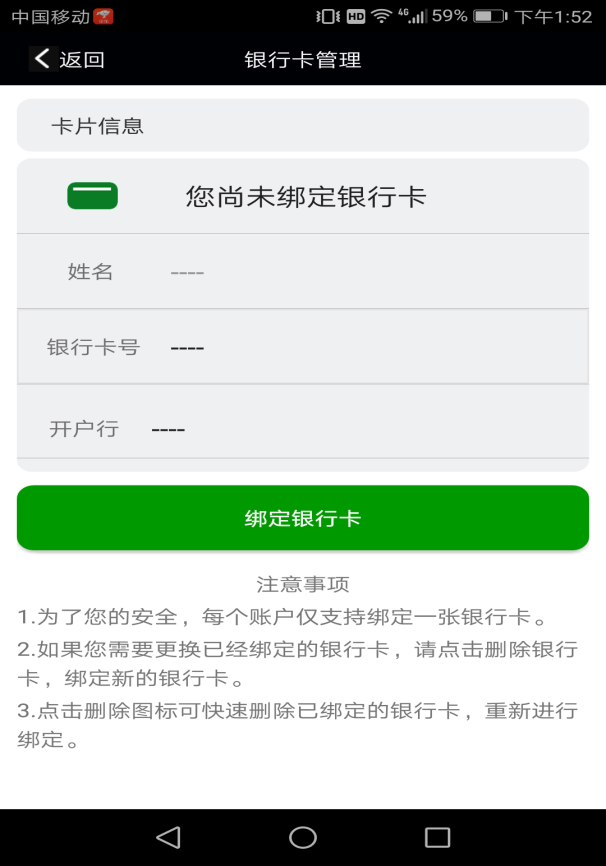 中国移动 HD 4G 59% 下午1:52
返回 银行卡管理
卡片信息
您尚未绑定银行卡
姓名 ----
银行卡号 ----
开户行 ----
绑定银行卡
注意事项
1.为了您的安全，每个账户仅支持绑定一张银行卡。
2.如果您需要更换已经绑定的银行卡，请点击删除银行
卡，绑定新的银行卡。
3.点击删除图标可快速删除已绑定的银行卡，重新进行
绑定。